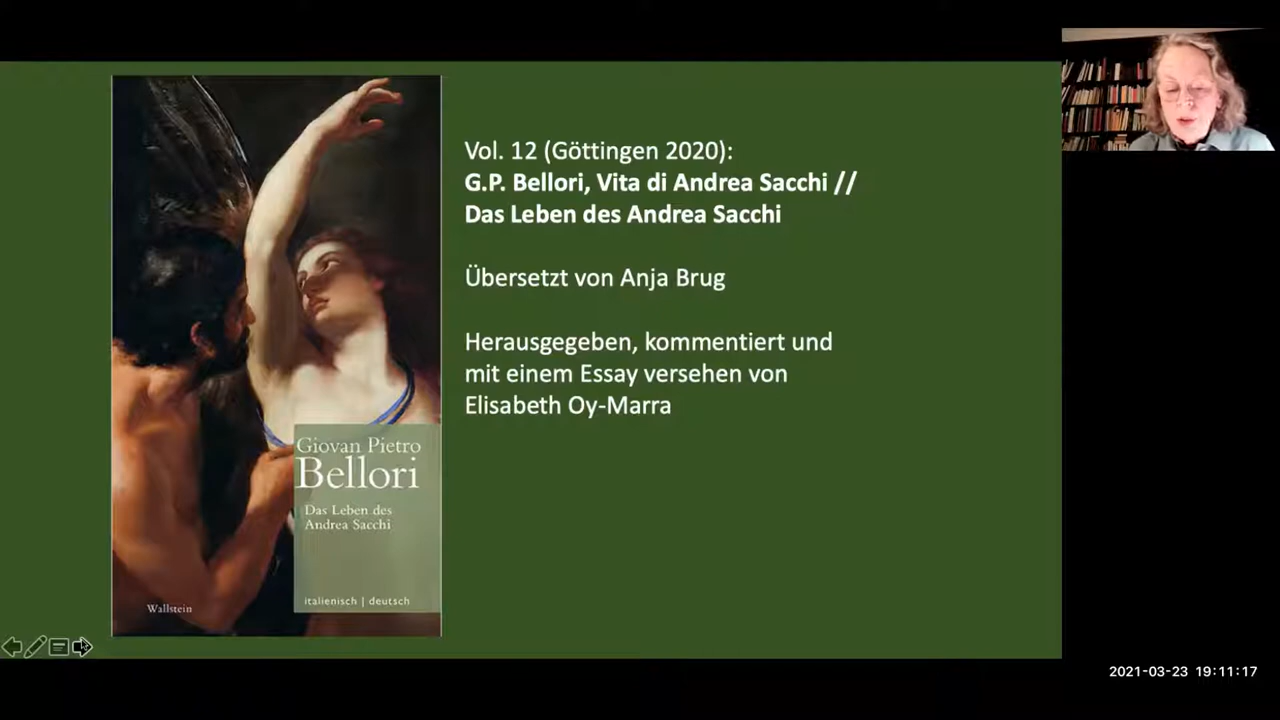 Vol. 12 (Göttingen 2020):
G.P. Bellori, Vita di Andrea Sacchi //
Das Leben des Andrea Sacchi
Übersetzt von Anja Brug
Herausgegeben, kommentiert und
mit einem Essay versehen von
Elisabeth Oy-Marra
Giovan Pietro
Bellori
Das Leben des
Andrea Sacchi
italienisch | deutsch
Wallstein
2021-03-23 19:11:17